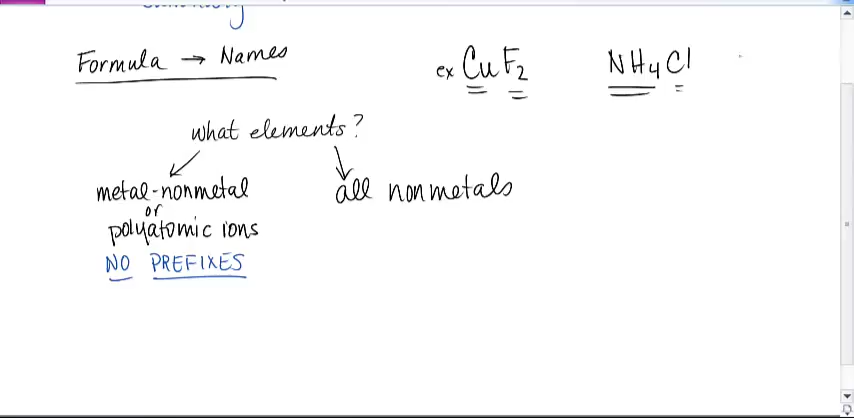 Formula → Names
ex CuF₂ NH₄Cl
what elements?
metal-nonmetal
or
polyatomic ions
NO PREFIXES
all nonmetals